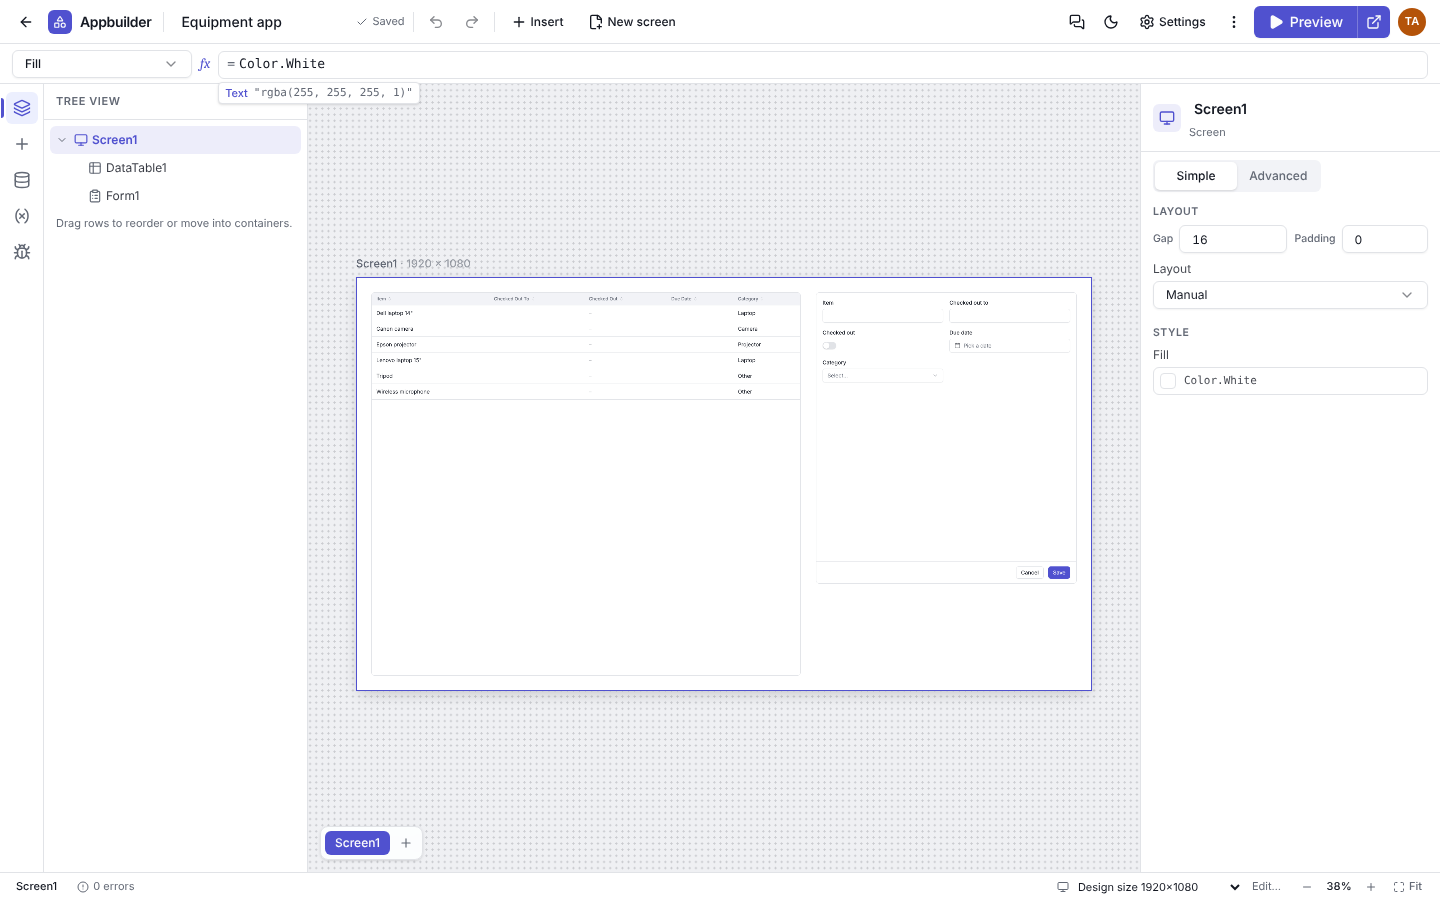 Appbuilder
Equipment app
Saved
Insert
New screen
Settings
Preview
TA
Fill
fx
= Color.White
Text "rgba(255, 255, 255, 1)"
TREE VIEW
Screen1
DataTable1
Form1
Drag rows to reorder or move into containers.
Screen1 · 1920 × 1080
Item Checked Out To Checked Out Due Date Category
Dell laptop 14" – Laptop
Canon camera – Camera
Epson projector – Projector
Lenovo laptop 15" – Laptop
Tripod – Other
Wireless microphone – Other
Item Checked out to
Checked out Due date
Pick a date
Category
Select...
Cancel Save
Screen1
Screen
Simple Advanced
LAYOUT
Gap 16 Padding 0
Layout
Manual
STYLE
Fill
Color.White
Screen1 +
Screen1
0 errors
Design size 1920×1080
Edit...
− 38% +
Fit